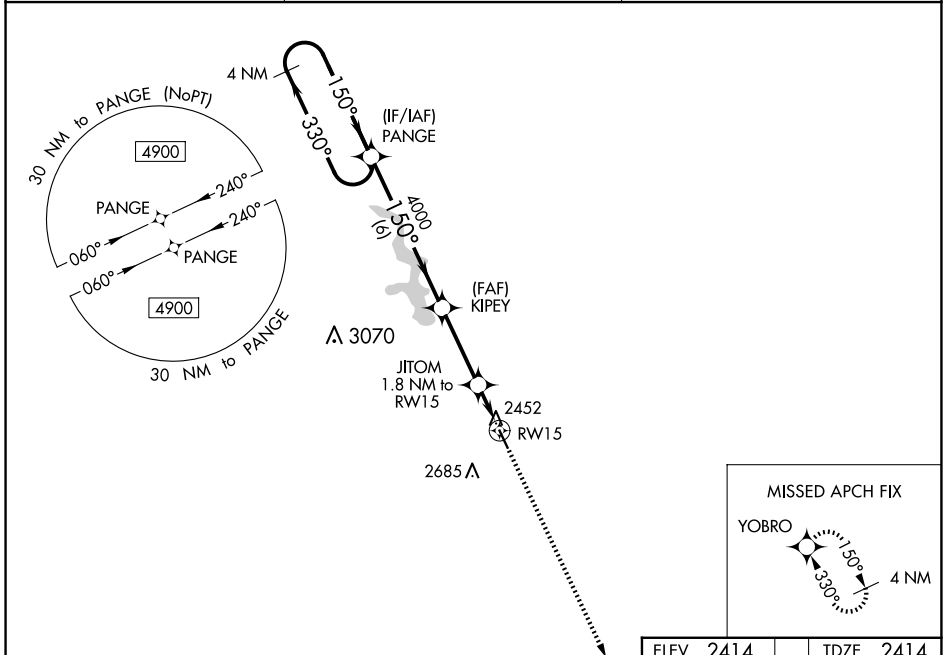 30 NM to PANGE (NoPT)
4900
240°
PANGE
060°
240°
PANGE
060°
4900
30 NM to PANGE
4 NM
150°
330°
(IF/IAF)
PANGE
4000
150°
(6)
(FAF)
KIPEY
3070
JITOM
1.8 NM to
RW15
2452
RW15
2685
MISSED APCH FIX
YOBRO
150°
330°
4 NM
ELEV 2414
TDZE 2414